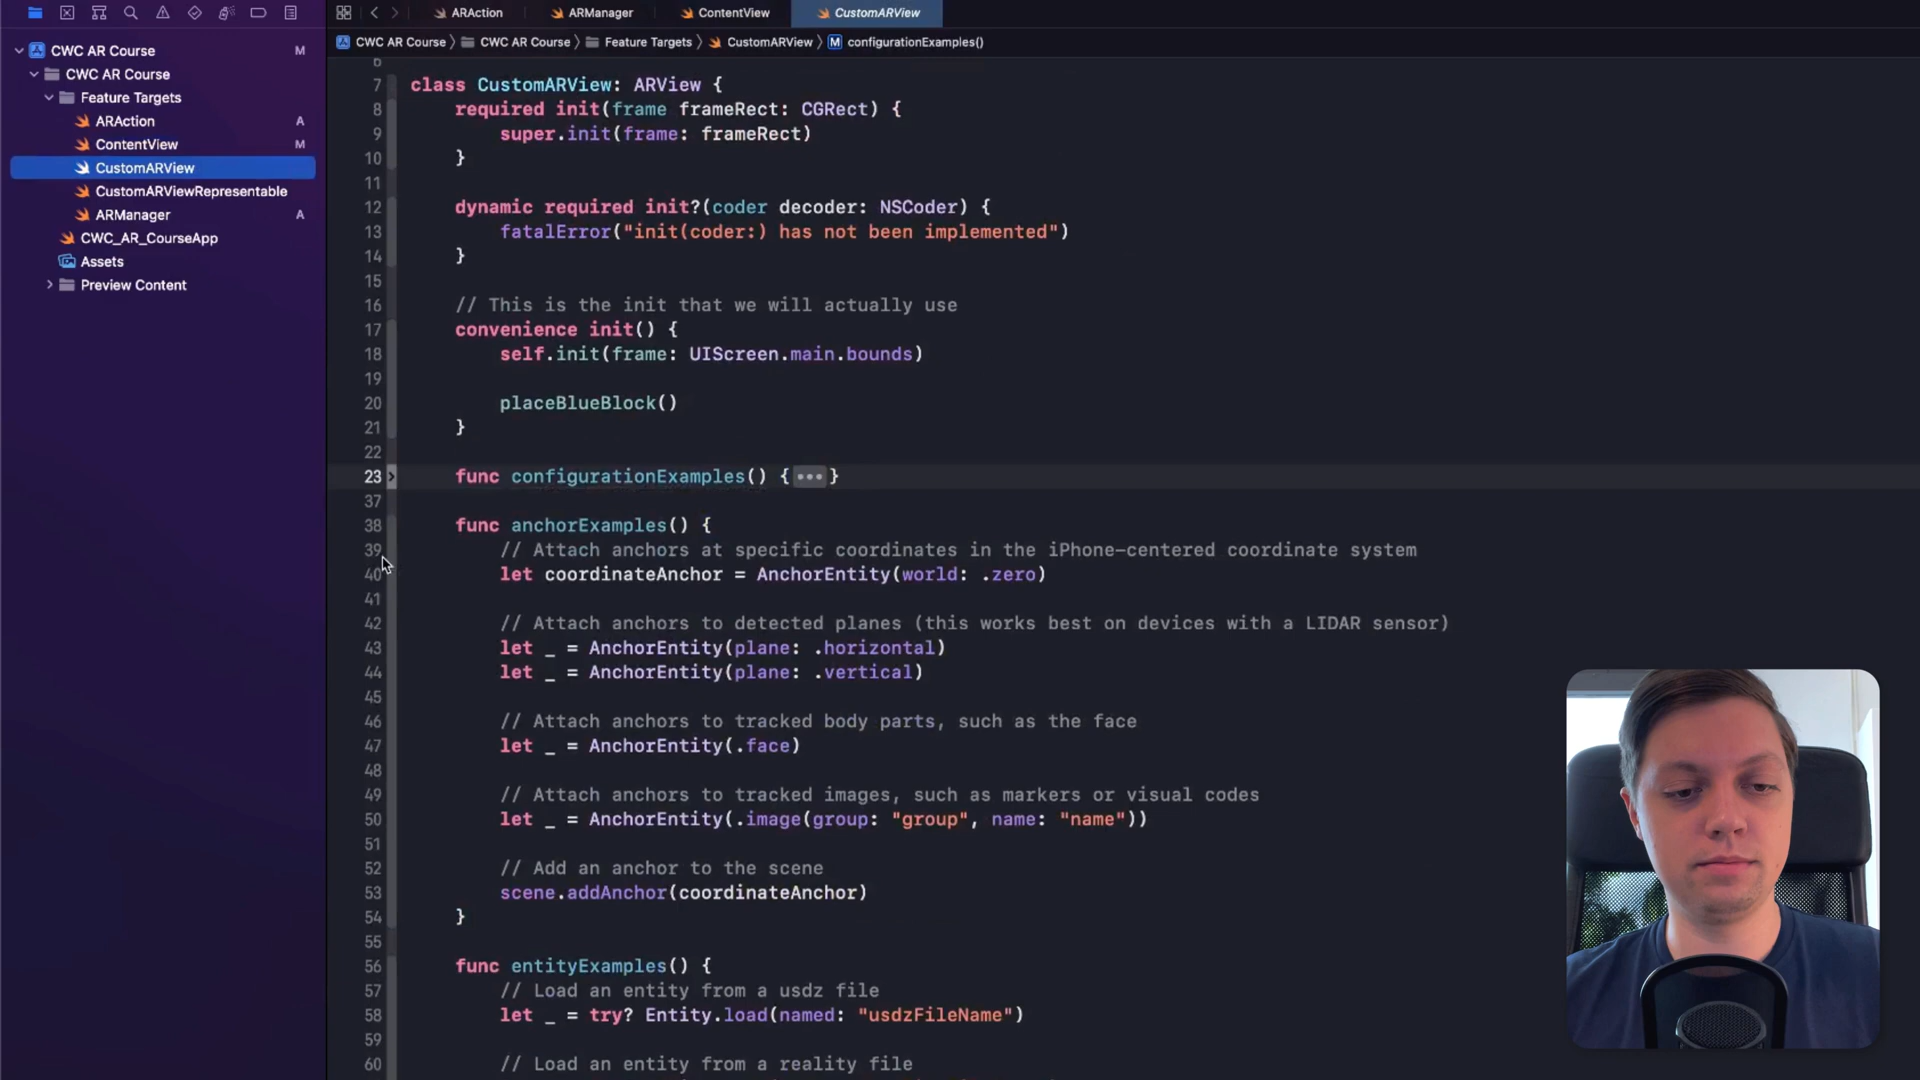 ARAction
ARManager
ContentView
CustomARView
CWC AR Course
M
CWC AR Course
Feature Targets
ARAction
A
ContentView
M
CustomARView
CustomARViewRepresentable
ARManager
A
CWC_AR_CourseApp
Assets
Preview Content
CWC AR Course 〉 CWC AR Course 〉 Feature Targets 〉 CustomARView 〉 M configurationExamples()
6
7 class CustomARView: ARView {
8 required init(frame frameRect: CGRect) {
9 super.init(frame: frameRect)
10 }
11
12 dynamic required init?(coder decoder: NSCoder) {
13 fatalError("init(coder:) has not been implemented")
14 }
15
16 // This is the init that we will actually use
17 convenience init() {
18 self.init(frame: UIScreen.main.bounds)
19
20 placeBlueBlock()
21 }
22
23 func configurationExamples() {•••}
37
38 func anchorExamples() {
39 // Attach anchors at specific coordinates in the iPhone-centered coordinate system
40 let coordinateAnchor = AnchorEntity(world: .zero)
41
42 // Attach anchors to detected planes (this works best on devices with a LIDAR sensor)
43 let _ = AnchorEntity(plane: .horizontal)
44 let _ = AnchorEntity(plane: .vertical)
45
46 // Attach anchors to tracked body parts, such as the face
47 let _ = AnchorEntity(.face)
48
49 // Attach anchors to tracked images, such as markers or visual codes
50 let _ = AnchorEntity(.image(group: "group", name: "name"))
51
52 // Add an anchor to the scene
53 scene.addAnchor(coordinateAnchor)
54 }
55
56 func entityExamples() {
57 // Load an entity from a usdz file
58 let _ = try? Entity.load(named: "usdzFileName")
59
60 // Load an entity from a reality file